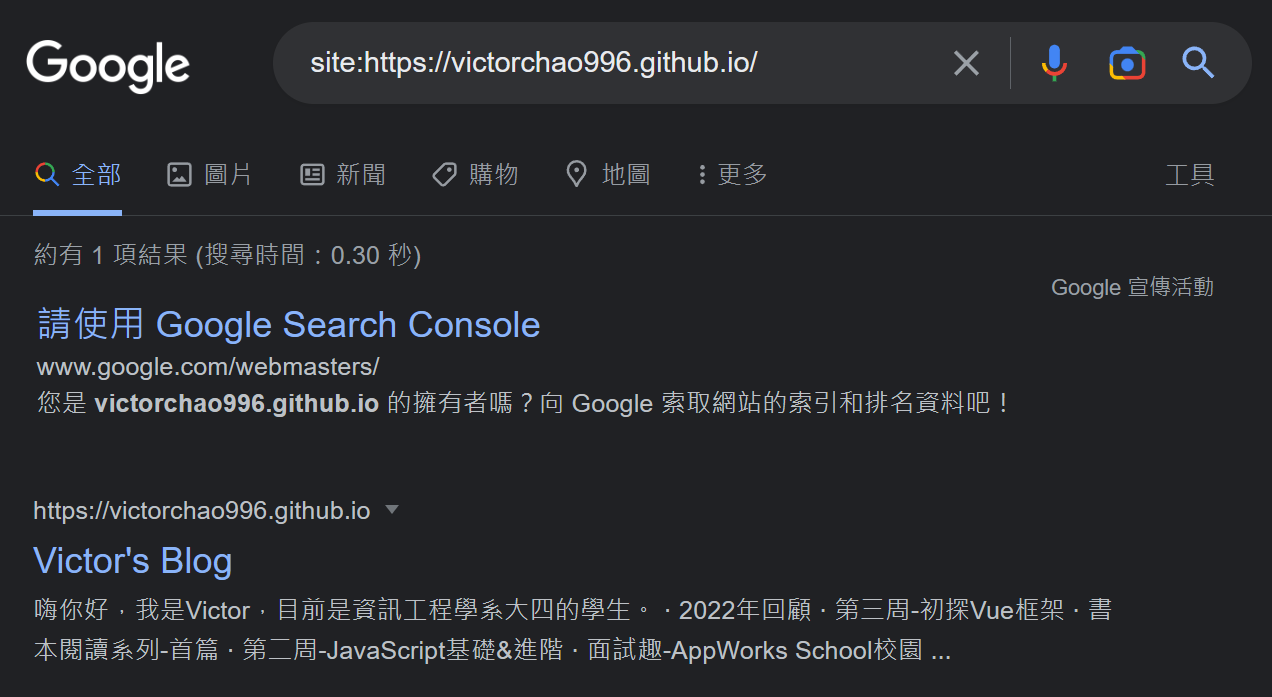 Google
site:https://victorchao996.github.io/
全部 圖片 新聞 購物 地圖 更多 工具
約有 1 項結果 (搜尋時間：0.30 秒)
Google 宣傳活動
請使用 Google Search Console
www.google.com/webmasters/
您是 victorchao996.github.io 的擁有者嗎？向 Google 索取網站的索引和排名資料吧！
https://victorchao996.github.io
Victor's Blog
嗨你好，我是Victor，目前是資訊工程學系大四的學生。 · 2022年回顧 · 第三周-初探Vue框架 · 書
本閱讀系列-首篇 · 第二周-JavaScript基礎&進階 · 面試趣-AppWorks School校園 ...